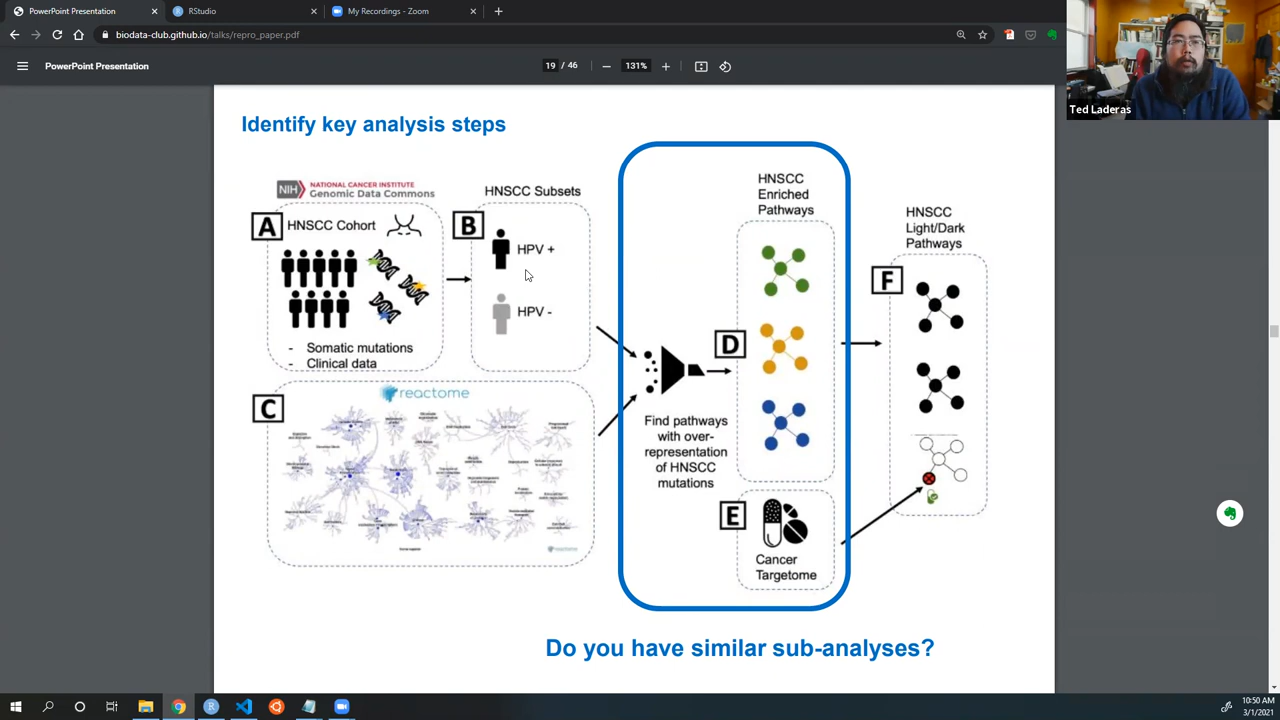 PowerPoint Presentation
RStudio
My Recordings - Zoom
biodata-club.github.io/talks/repro_paper.pdf
PowerPoint Presentation
19 / 46
131%
Ted Laderas
Identify key analysis steps
NIH
NATIONAL CANCER INSTITUTE
Genomic Data Commons
A
HNSCC Cohort
- Somatic mutations
- Clinical data
B
HNSCC Subsets
HPV +
HPV -
C
reactome
Find pathways
with over-
representation
of HNSCC
mutations
D
HNSCC
Enriched
Pathways
E
Cancer
Targetome
F
HNSCC
Light/Dark
Pathways
Do you have similar sub-analyses?
10:50 AM
3/1/2021